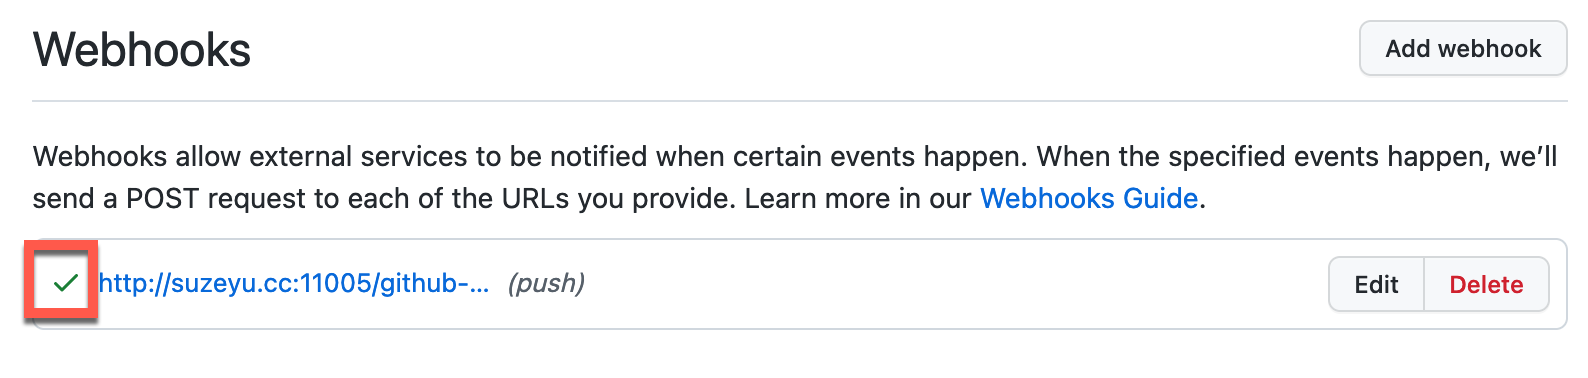 Webhooks
Add webhook
Webhooks allow external services to be notified when certain events happen. When the specified events happen, we’ll
send a POST request to each of the URLs you provide. Learn more in our Webhooks Guide.
http://suzeyu.cc:11005/github-... (push)
Edit
Delete